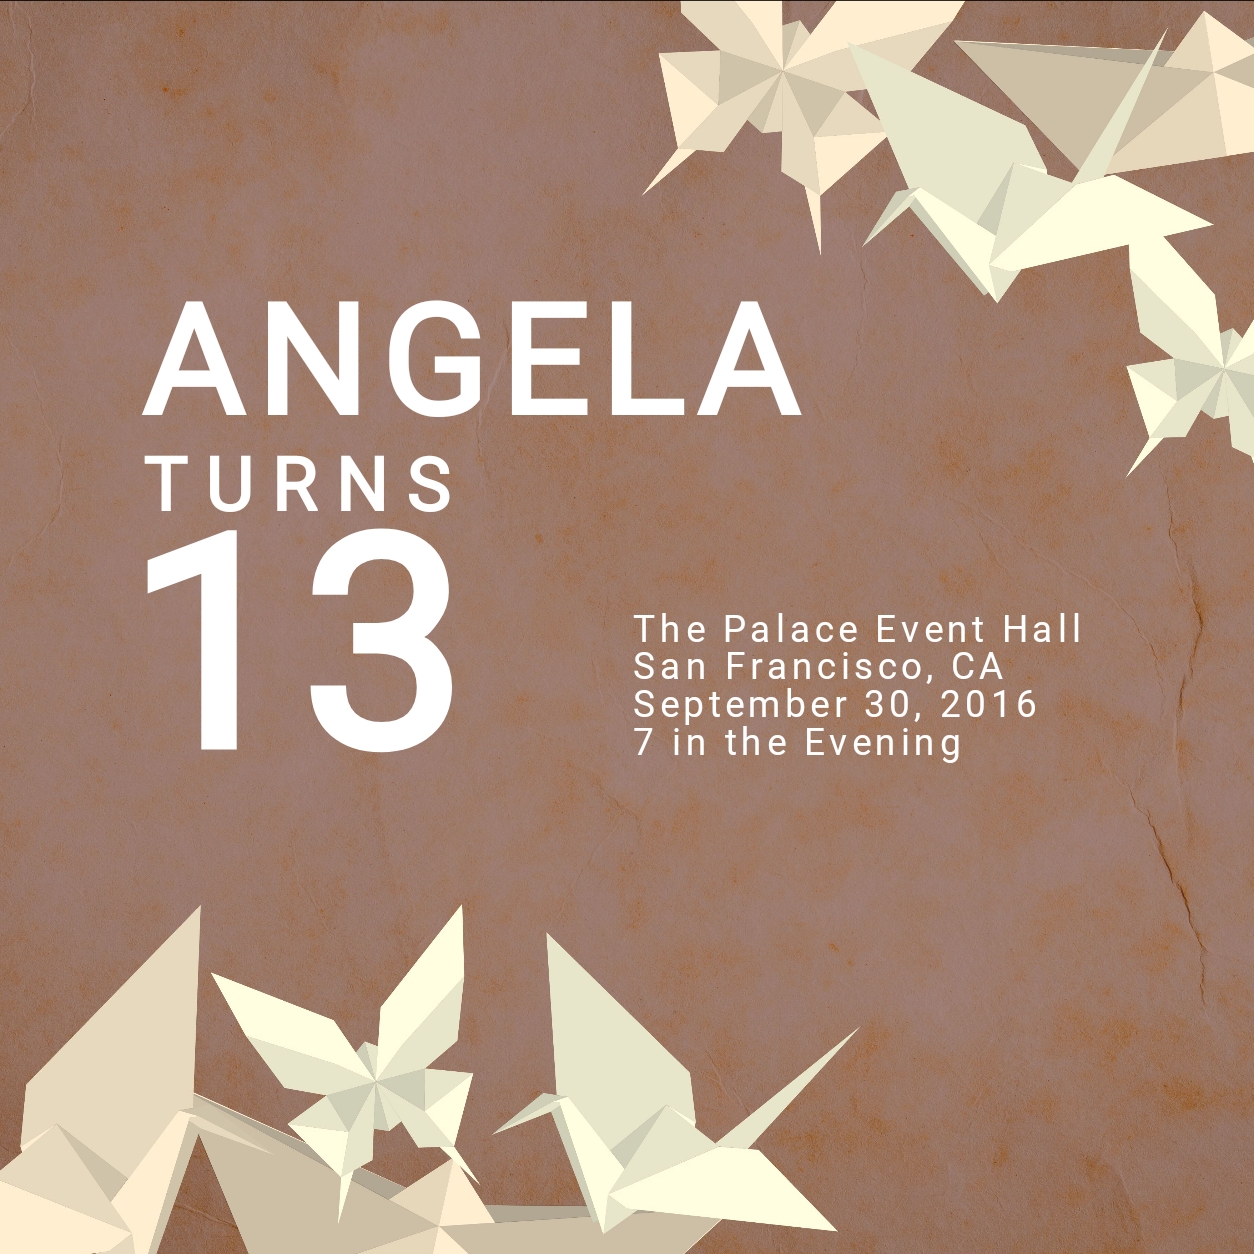 ANGELA
TURNS
13
The Palace Event Hall
San Francisco, CA
September 30, 2016
7 in the Evening